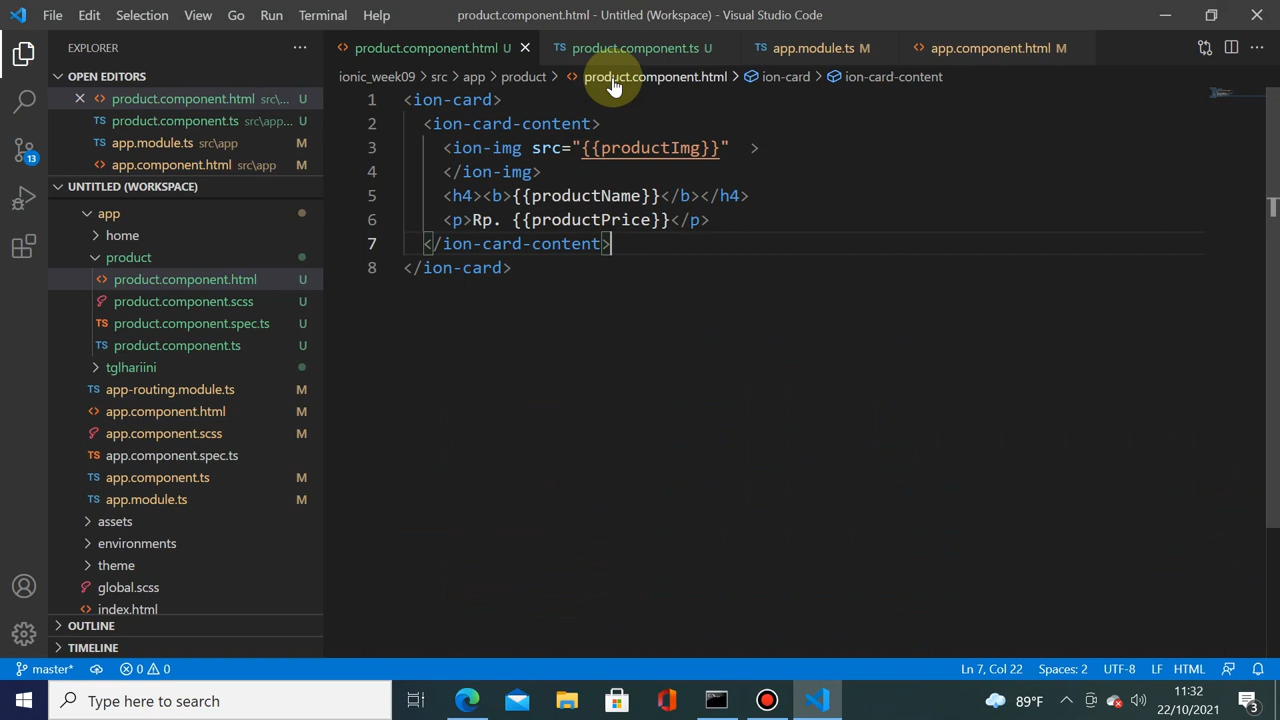 File Edit Selection View Go Run Terminal Help product.component.html - Untitled (Workspace) - Visual Studio Code
EXPLORER
OPEN EDITORS
product.component.html src\... U
product.component.ts src\app... U
app.module.ts src\app M
app.component.html src\app M
UNTITLED (WORKSPACE)
app
home
product
product.component.html U
product.component.scss U
product.component.spec.ts U
product.component.ts U
tglhariini
app-routing.module.ts M
app.component.html M
app.component.scss M
app.component.spec.ts
app.component.ts M
app.module.ts M
assets
environments
theme
global.scss
index.html
OUTLINE
TIMELINE
13
product.component.html U product.component.ts U app.module.ts M app.component.html M
ionic_week09 > src > app > product > product.component.html > ion-card > ion-card-content
1 <ion-card>
2 <ion-card-content>
3 <ion-img src="{{productImg}}" >
4 </ion-img>
5 <h4><b>{{productName}}</b></h4>
6 <p>Rp. {{productPrice}}</p>
7 </ion-card-content>
8 </ion-card>
master* 0 0 Ln 7, Col 22 Spaces: 2 UTF-8 LF HTML
Type here to search 89°F 11:32
22/10/2021 3